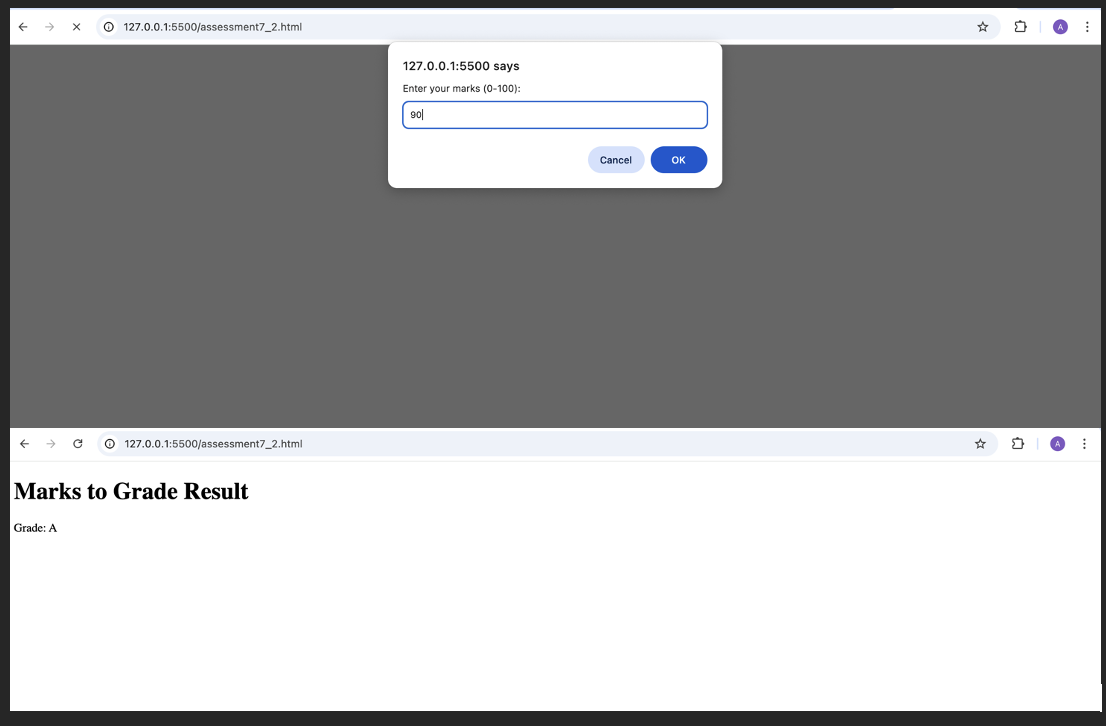 127.0.0.1:5500/assessment7_2.html
A
127.0.0.1:5500 says
Enter your marks (0-100):
90
Cancel
OK
127.0.0.1:5500/assessment7_2.html
A
Marks to Grade Result
Grade: A